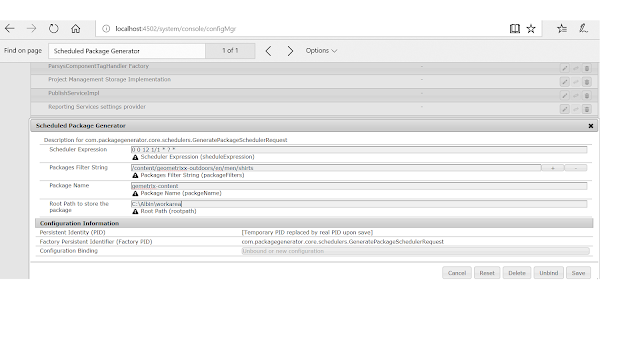 localhost:4502/system/console/configMgr
Find on page Scheduled Package Generator 1 of 1 Options
ParsysComponentTagHandler Factory -
Project Management Storage Implementation -
PublishServiceImpl -
Reporting Services settings provider -
Scheduled Package Generator
Description for com.packagegenerator.core.schedulers.GeneratePackageSchedulerRequest
Scheduler Expression 0 0 12 1/1 * ? *
Scheduler Expression (sheduleExpression)
Packages Filter String /content/geometrixx-outdoors/en/men/shirts + -
Packages Filter String (packageFilters)
Package Name gemetrix-content
Package Name (packgeName)
Root Path to store the package C:\Albin\workarea
Root Path (rootpath)
Configuration Information
Persistent Identity (PID) [Temporary PID replaced by real PID upon save]
Factory Persistent Identifier (Factory PID) com.packagegenerator.core.schedulers.GeneratePackageSchedulerRequest
Configuration Binding Unbound or new configuration
Cancel Reset Delete Unbind Save